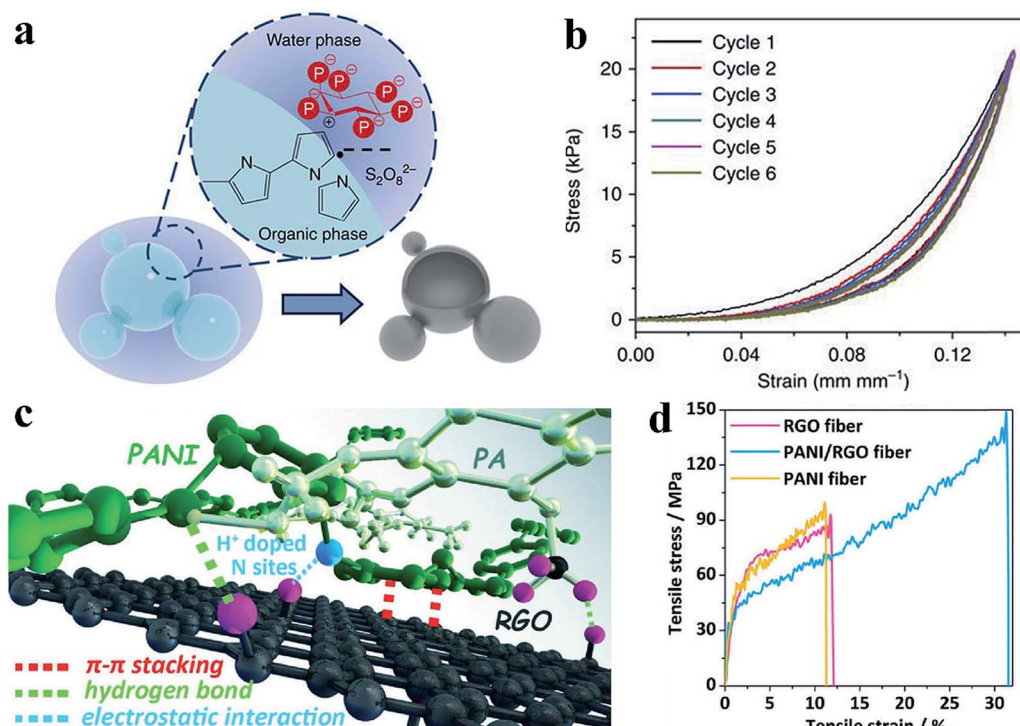 a
Water phase
P P P P P P
⊖ ⊖ ⊖ ⊖ ⊖ ⊖
⊕
N N N
S₂O₈²⁻
Organic phase
b
Cycle 1
Cycle 2
Cycle 3
Cycle 4
Cycle 5
Cycle 6
Stress (kPa)
20
15
10
5
0
0.00 0.04 0.08 0.12
Strain (mm mm⁻¹)
c
PANI
PA
H⁺ doped
N sites
RGO
π-π stacking
hydrogen bond
electrostatic interaction
d
RGO fiber
PANI/RGO fiber
PANI fiber
Tensile stress / MPa
150
120
90
60
30
0
0 5 10 15 20 25 30
Tensile strain / %